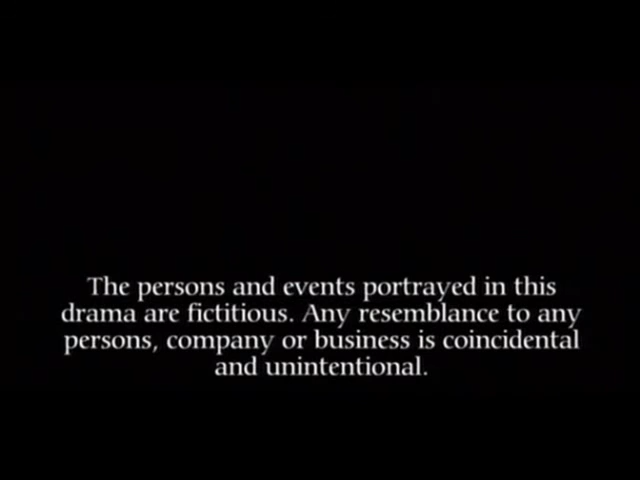 The persons and events portrayed in this
drama are fictitious. Any resemblance to any
persons, company or business is coincidental
and unintentional.